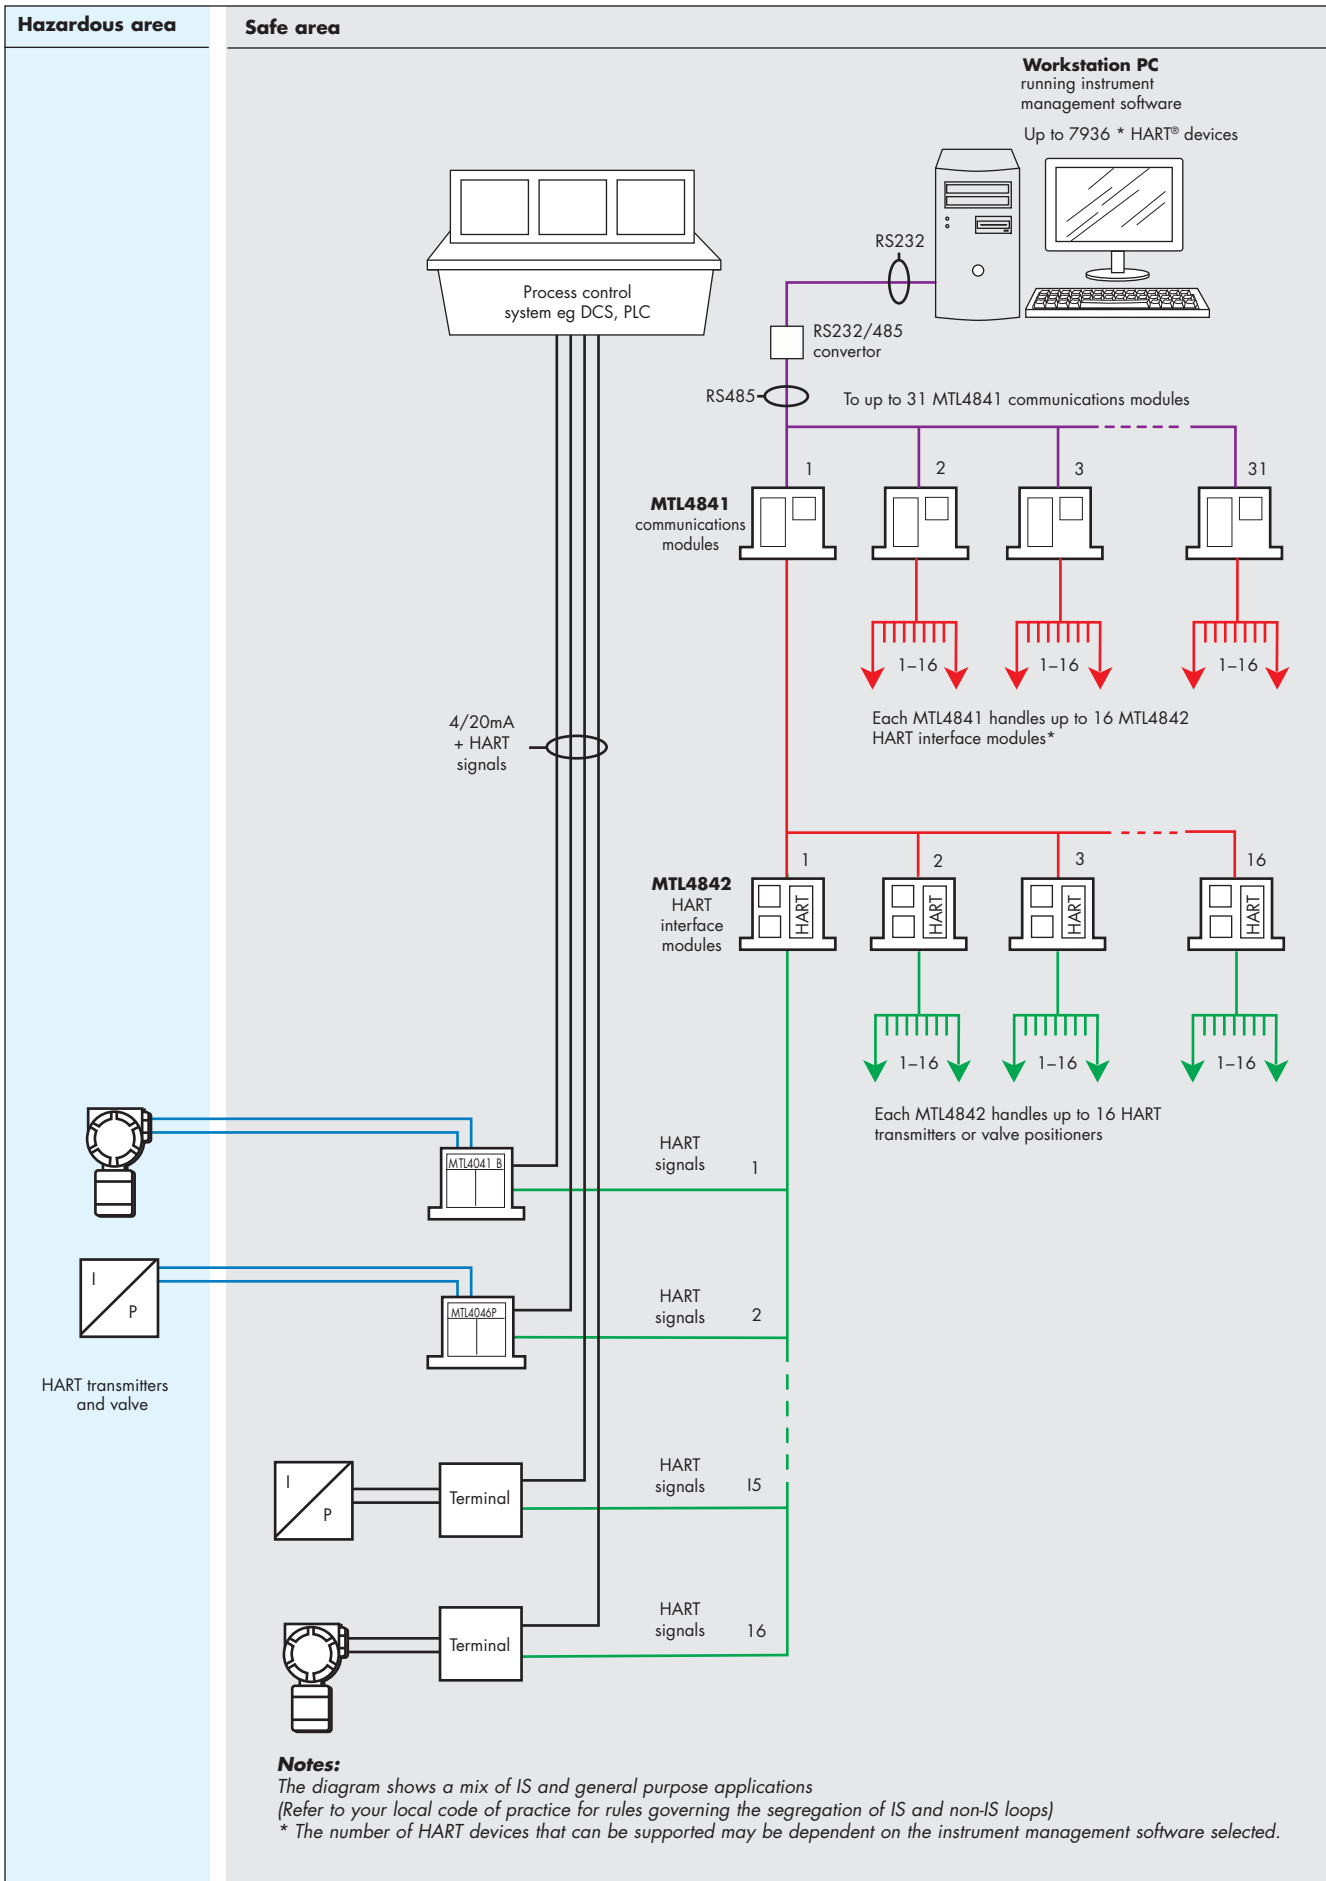 Hazardous area
Safe area
Workstation PC
running instrument
management software
Up to 7936 * HART® devices
RS232
Process control
system eg DCS, PLC
RS232/485
convertor
RS485
To up to 31 MTL4841 communications modules
1
2
3
31
MTL4841
communications
modules
1–16
1–16
1–16
Each MTL4841 handles up to 16 MTL4842
HART interface modules*
4/20mA
+ HART
signals
1
2
3
16
MTL4842
HART
interface
modules
HART
HART
HART
HART
1–16
1–16
1–16
Each MTL4842 handles up to 16 HART
transmitters or valve positioners
HART
signals
1
MTL4041 B
I
P
MTL4046P
HART
signals
2
HART transmitters
and valve
I
P
Terminal
HART
signals
I5
Terminal
HART
signals
16
Notes:
The diagram shows a mix of IS and general purpose applications
(Refer to your local code of practice for rules governing the segregation of IS and non-IS loops)
* The number of HART devices that can be supported may be dependent on the instrument management software selected.